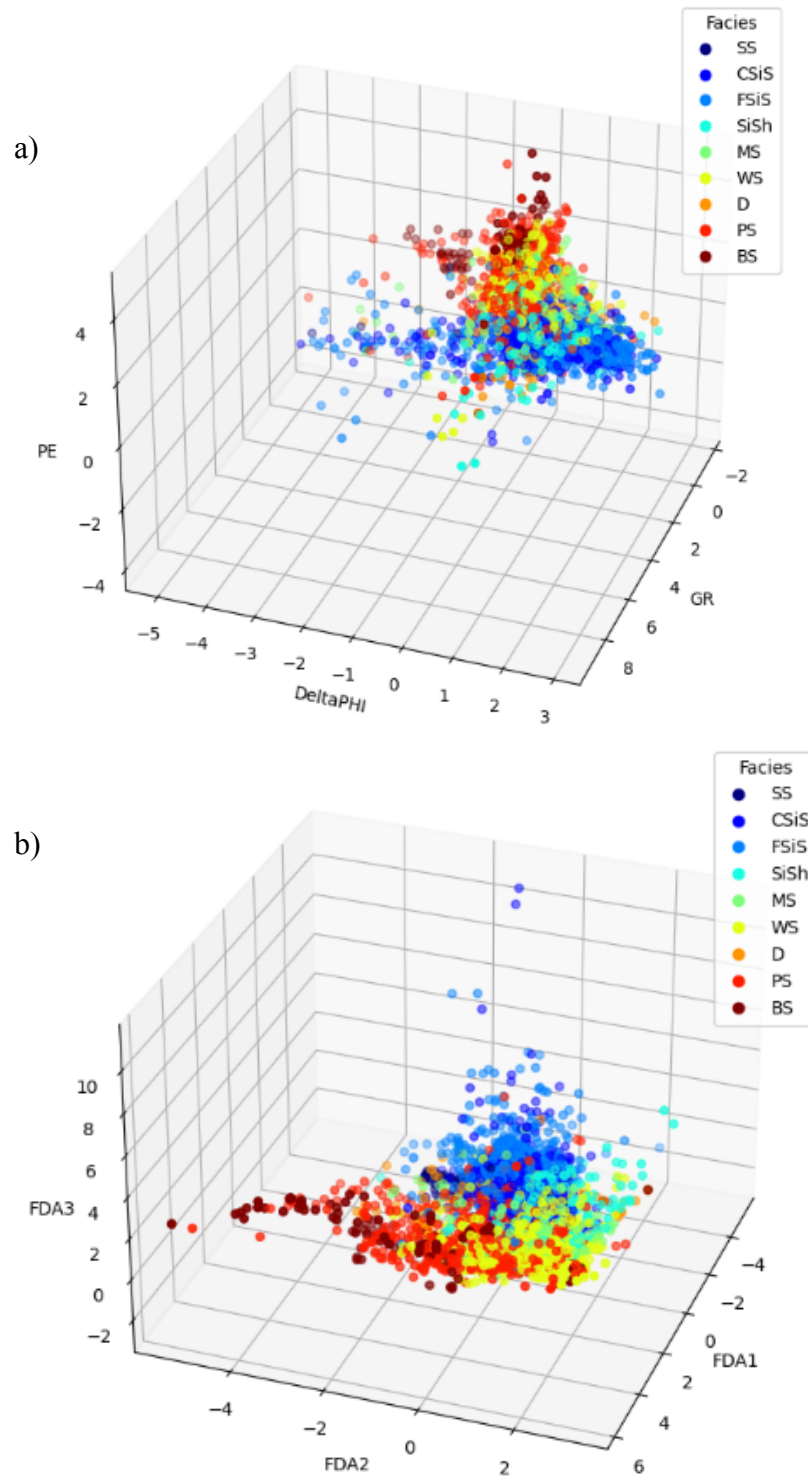 a)
Facies
SS
CSiS
FSiS
SiSh
MS
WS
D
PS
BS
4
2
0
−2
−4
PE
−5
−4
−3
−2
−1
0
1
2
3
DeltaPHI
−2
0
2
4
6
8
GR
b)
Facies
SS
CSiS
FSiS
SiSh
MS
WS
D
PS
BS
10
8
6
4
2
0
−2
FDA3
−4
−2
0
2
FDA2
−4
−2
0
2
4
6
FDA1